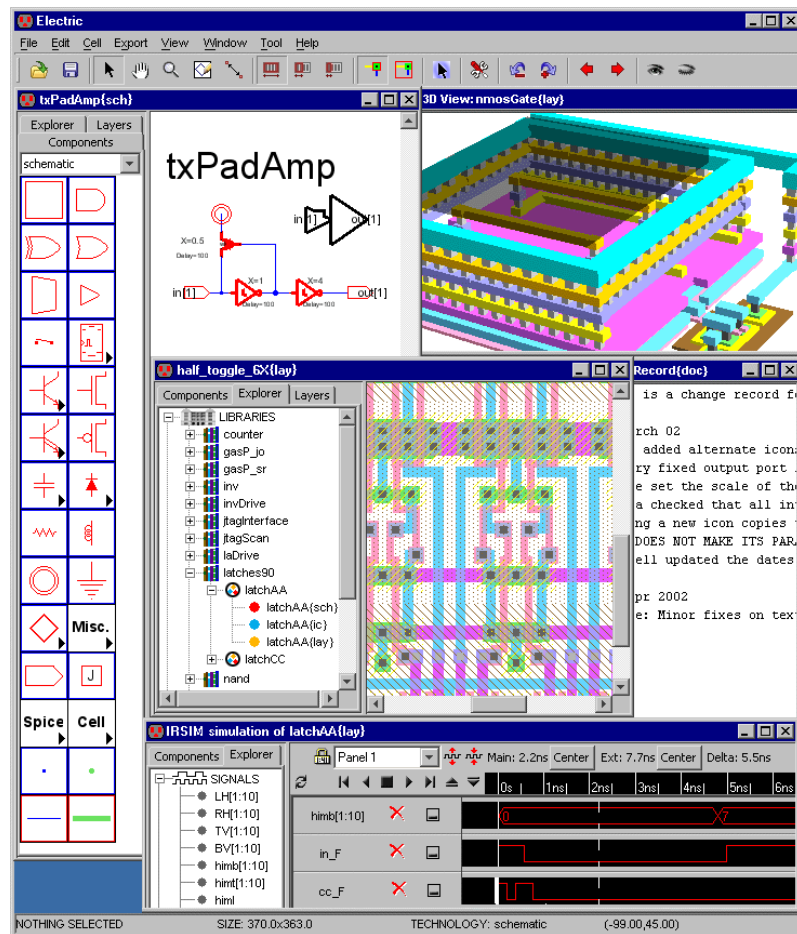 Electric
File Edit Cell Export View Window Tool Help
txPadAmp{sch}
Explorer Layers
Components
schematic
Misc.
J
Spice Cell
txPadAmp
in[1] out[1]
X=0.5
Delay=100
X=1 X=4
in[1] out[1]
Delay=100 Delay=100
3D View: nmosGate{lay}
half_toggle_6X{lay}
Components Explorer Layers
LIBRARIES
counter
gasP_jo
gasP_sr
inv
invDrive
jtagInterface
jtagScan
laDrive
latches90
latchAA
latchAA{sch}
latchAA{ic}
latchAA{lay}
latchCC
nand
Record{doc}
is a change record fo
rch 02
added alternate icon
ry fixed output port
e set the scale of the
a checked that all in
ng a new icon copies
DOES NOT MAKE ITS PAR
ell updated the dates
pr 2002
e: Minor fixes on tex
IRSIM simulation of latchAA{lay}
Components Explorer
SIGNALS
LH[1:10]
RH[1:10]
TV[1:10]
BV[1:10]
himb[1:10]
himt[1:10]
himl
Panel 1 Main: 2.2ns Center Ext: 7.7ns Center Delta: 5.5ns
0s 1ns 2ns 3ns 4ns 5ns 6ns
himb[1:10] 0 7
in_F
cc_F
NOTHING SELECTED SIZE: 370.0x363.0 TECHNOLOGY: schematic (-99.00,45.00)